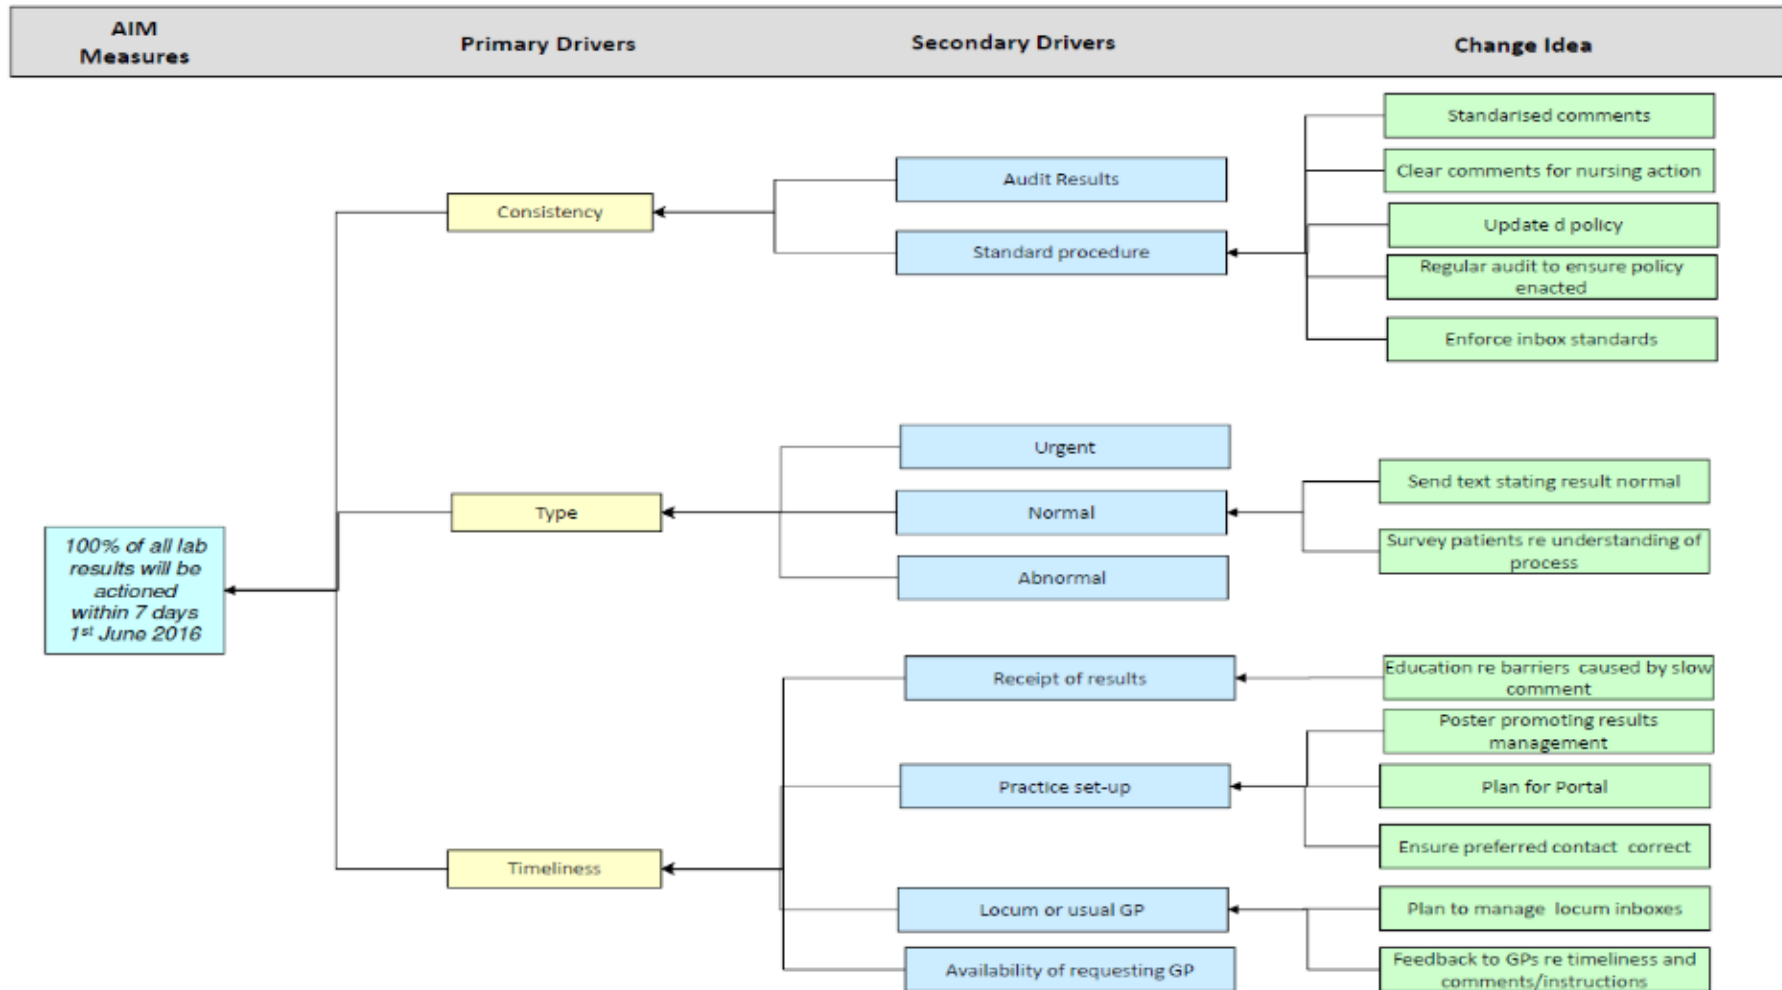 AIM
Measures
Primary Drivers
Secondary Drivers
Change Idea
Standarised comments
Clear comments for nursing action
Update d policy
Regular audit to ensure policy
enacted
Enforce inbox standards
Audit Results
Standard procedure
Consistency
Urgent
Normal
Abnormal
Type
Send text stating result normal
Survey patients re understanding of
process
100% of all lab
results will be
actioned
within 7 days
1st June 2016
Receipt of results
Education re barriers caused by slow
comment
Poster promoting results
management
Practice set-up
Plan for Portal
Ensure preferred contact correct
Timeliness
Locum or usual GP
Plan to manage locum inboxes
Availability of requesting GP
Feedback to GPs re timeliness and
comments/instructions